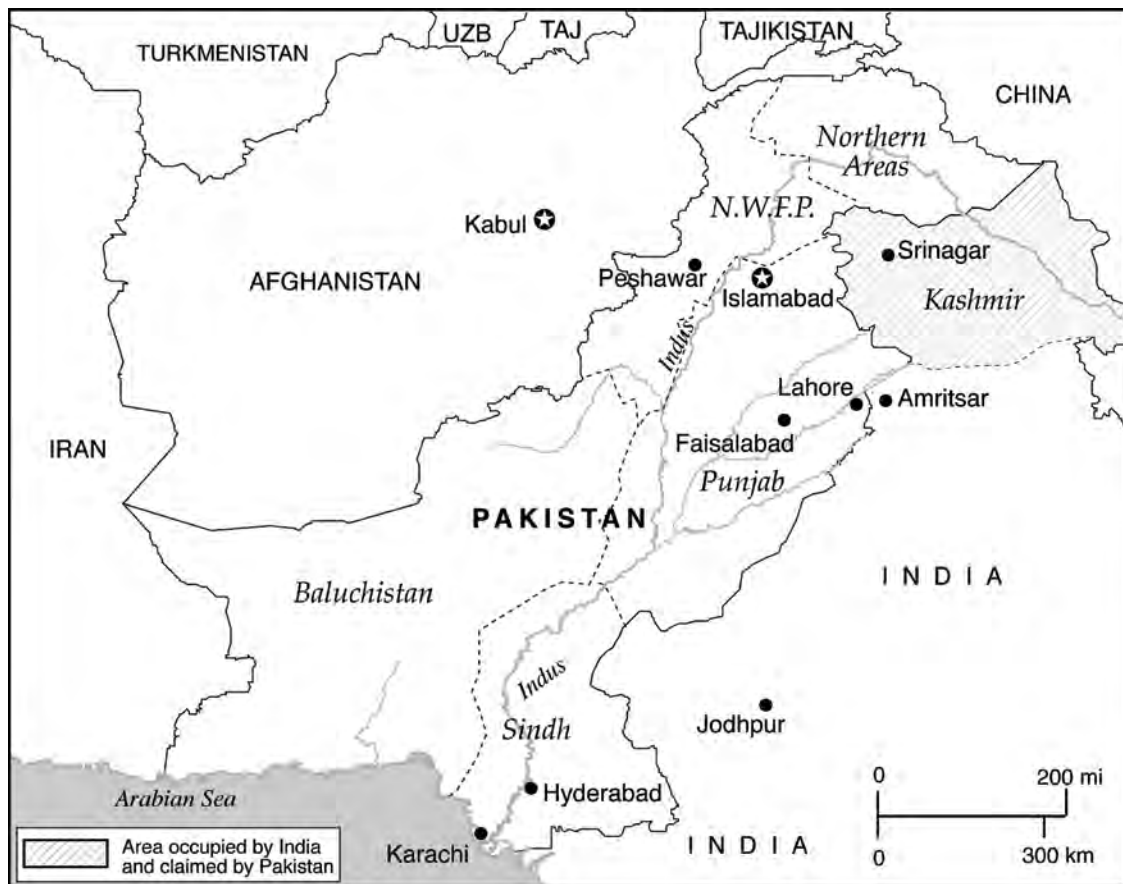 UZB
TAJ
TAJIKISTAN
TURKMENISTAN
CHINA
Northern
Areas
N.W.F.P.
Kabul
Srinagar
Peshawar
AFGHANISTAN
Islamabad
Kashmir
Indus
Lahore
Amritsar
IRAN
Faisalabad
Punjab
PAKISTAN
INDIA
Baluchistan
Indus
Sindh
Jodhpur
0
200 mi
Arabian Sea
Hyderabad
Area occupied by India
and claimed by Pakistan
Karachi
INDIA
0
300 km